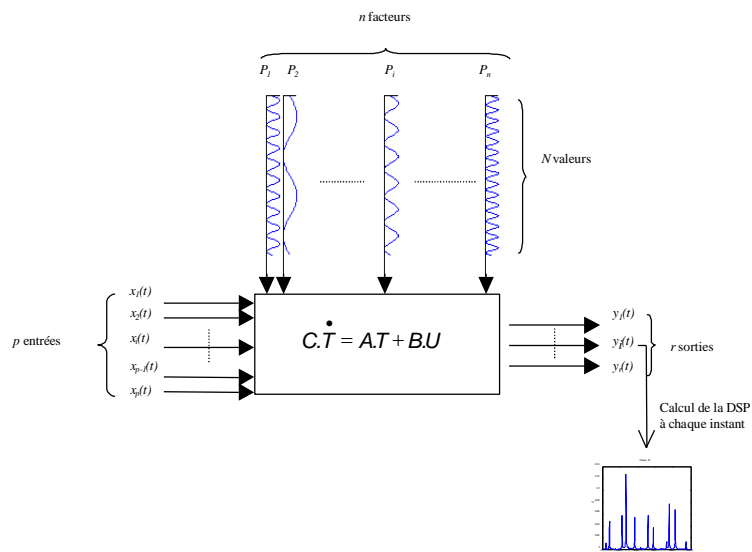 n facteurs
P1 P2 Pi Pn
N valeurs
x1(t)
x2(t)
xi(t)
xp-1(t)
xp(t)
p entrées
C.Ṫ = A.T + B.U
y1(t)
yj(t)
yr(t)
r sorties
Calcul de la DSP
à chaque instant